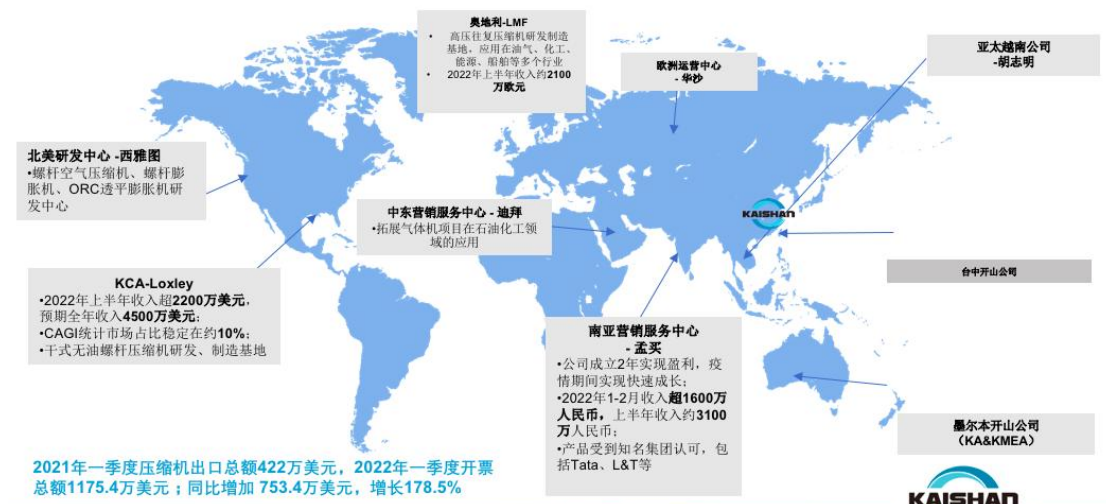 奥地利-LMF
• 高压往复压缩机研发制造
基地，应用在油气、化工、
能源、船舶等多个行业
• 2022年上半年收入约2100
万欧元
欧洲运营中心
- 华沙
亚太越南公司
-胡志明
北美研发中心 -西雅图
•螺杆空气压缩机、螺杆膨
胀机、ORC透平膨胀机研
发中心
中东营销服务中心 - 迪拜
•拓展气体机项目在石油化工领
域的应用
KAISHAN
台中开山公司
KCA-Loxley
•2022年上半年收入超2200万美元，
预期全年收入4500万美元；
•CAGI统计市场占比稳定在约10%；
•干式无油螺杆压缩机研发、制造基地
南亚营销服务中心
- 孟买
•公司成立2年实现盈利，疫
情期间实现快速成长；
•2022年1-2月收入超1600万
人民币，上半年收入约3100
万人民币；
•产品受到知名集团认可，包
括Tata、L&T等
墨尔本开山公司
（KA&KMEA）
2021年一季度压缩机出口总额422万美元，2022年一季度开票
总额1175.4万美元；同比增加 753.4万美元，增长178.5%
KAISHAN